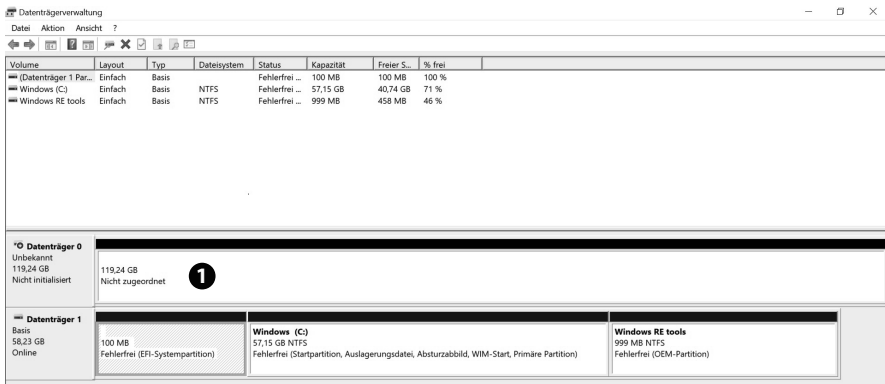 Datenträgerverwaltung
Datei Aktion Ansicht ?
Volume Layout Typ Dateisystem Status Kapazität Freier S... % frei
(Datenträger 1 Par... Einfach Basis Fehlerfrei ... 100 MB 100 MB 100 %
Windows (C:) Einfach Basis NTFS Fehlerfrei ... 57,15 GB 40,74 GB 71 %
Windows RE tools Einfach Basis NTFS Fehlerfrei ... 999 MB 458 MB 46 %
Datenträger 0
Unbekannt
119,24 GB
Nicht initialisiert
119,24 GB
Nicht zugeordnet
1
Datenträger 1
Basis
58,23 GB
Online
100 MB
Fehlerfrei (EFI-Systempartition)
Windows (C:)
57,15 GB NTFS
Fehlerfrei (Startpartition, Auslagerungsdatei, Absturzabbild, WIM-Start, Primäre Partition)
Windows RE tools
999 MB NTFS
Fehlerfrei (OEM-Partition)